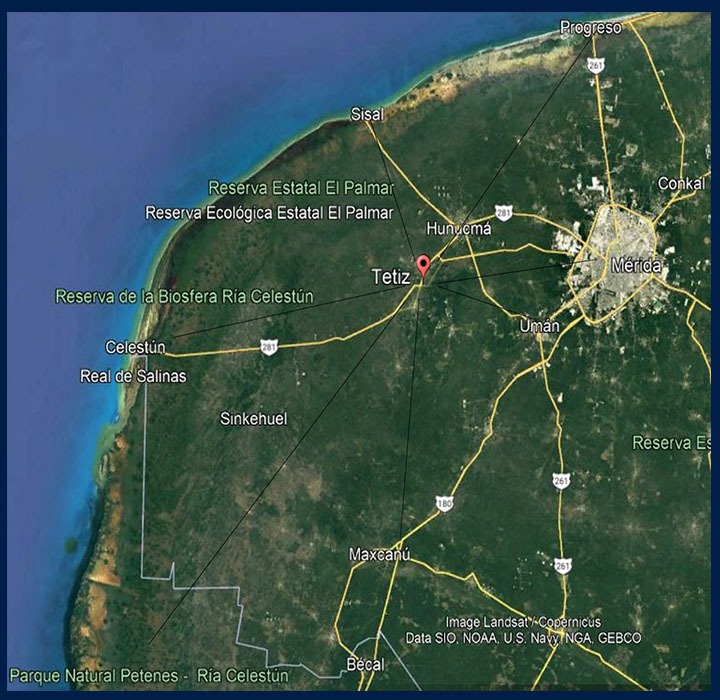 Progreso
261
Sisal
Conkal
Reserva Estatal El Palmar
Reserva Ecológica Estatal El Palmar
281
Hunucmá
Tetiz
Mérida
Reserva de la Biosfera Ría Celestún
Umán
Celestún
281
Real de Salinas
Sinkehuel
Reserva Es
261
180
Maxcanú
261
Image Landsat / Copernicus
Data SIO, NOAA, U.S. Navy, NGA, GEBCO
Becal
Parque Natural Petenes - Ría Celestún